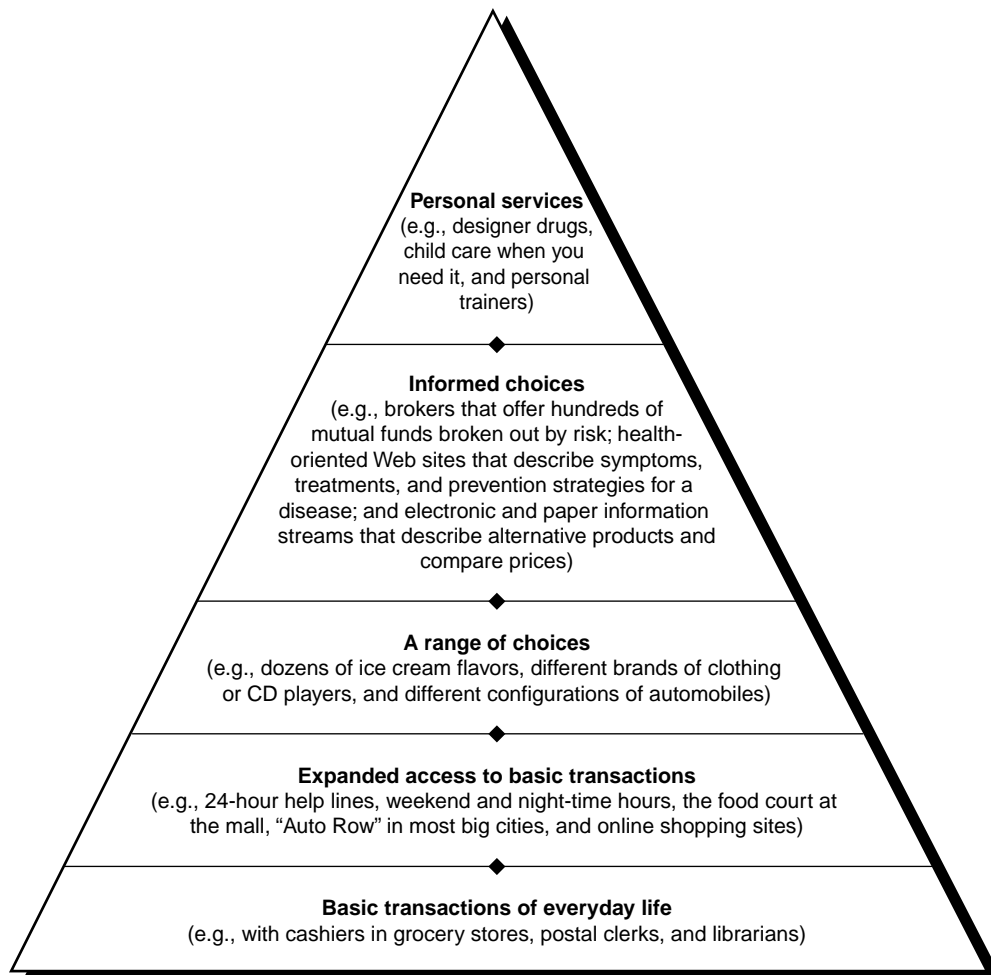 Personal services
(e.g., designer drugs,
child care when you
need it, and personal
trainers)
Informed choices
(e.g., brokers that offer hundreds of
mutual funds broken out by risk; health-
oriented Web sites that describe symptoms,
treatments, and prevention strategies for a
disease; and electronic and paper information
streams that describe alternative products and
compare prices)
A range of choices
(e.g., dozens of ice cream flavors, different brands of clothing
or CD players, and different configurations of automobiles)
Expanded access to basic transactions
(e.g., 24-hour help lines, weekend and night-time hours, the food court at
the mall, “Auto Row” in most big cities, and online shopping sites)
Basic transactions of everyday life
(e.g., with cashiers in grocery stores, postal clerks, and librarians)